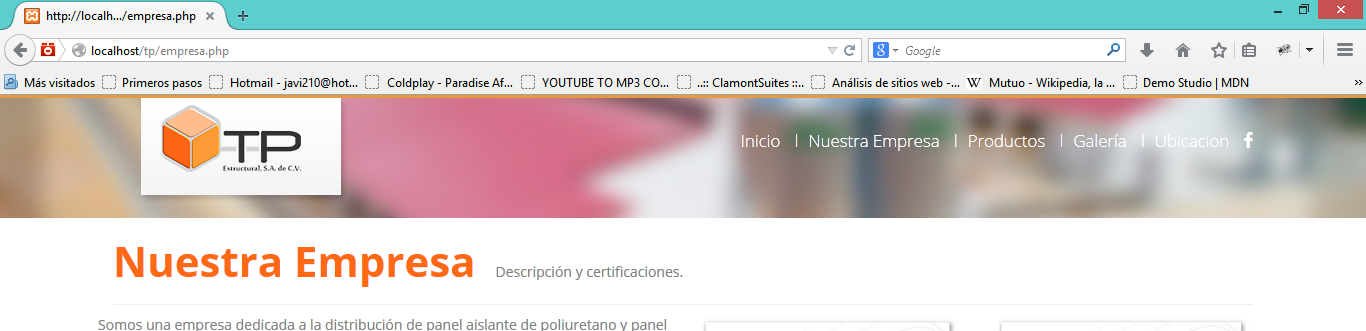 http://localh.../empresa.php
localhost/tp/empresa.php
Google
Más visitados Primeros pasos Hotmail - javi210@hot... Coldplay - Paradise Af... YOUTUBE TO MP3 CO... ..:: ClamontSuites ::.. Análisis de sitios web -... Mutuo - Wikipedia, la ... Demo Studio | MDN
TP
Estructural, S.A. de C.V.
Inicio | Nuestra Empresa | Productos | Galería | Ubicacion
Nuestra Empresa Descripción y certificaciones.
Somos una empresa dedicada a la distribución de panel aislante de poliuretano y panel